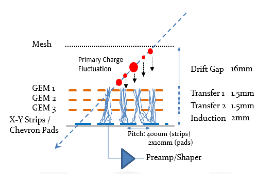 Mesh
Primary Charge
Fluctuation
Drift Gap 16mm
GEM 1
GEM 2
GEM 3
Transfer 1 1.5mm
Transfer 2 1.5mm
Induction 2mm
X-Y Strips /
Chevron Pads
Pitch: 400um (strips)
2x10mm (pads)
Preamp/Shaper